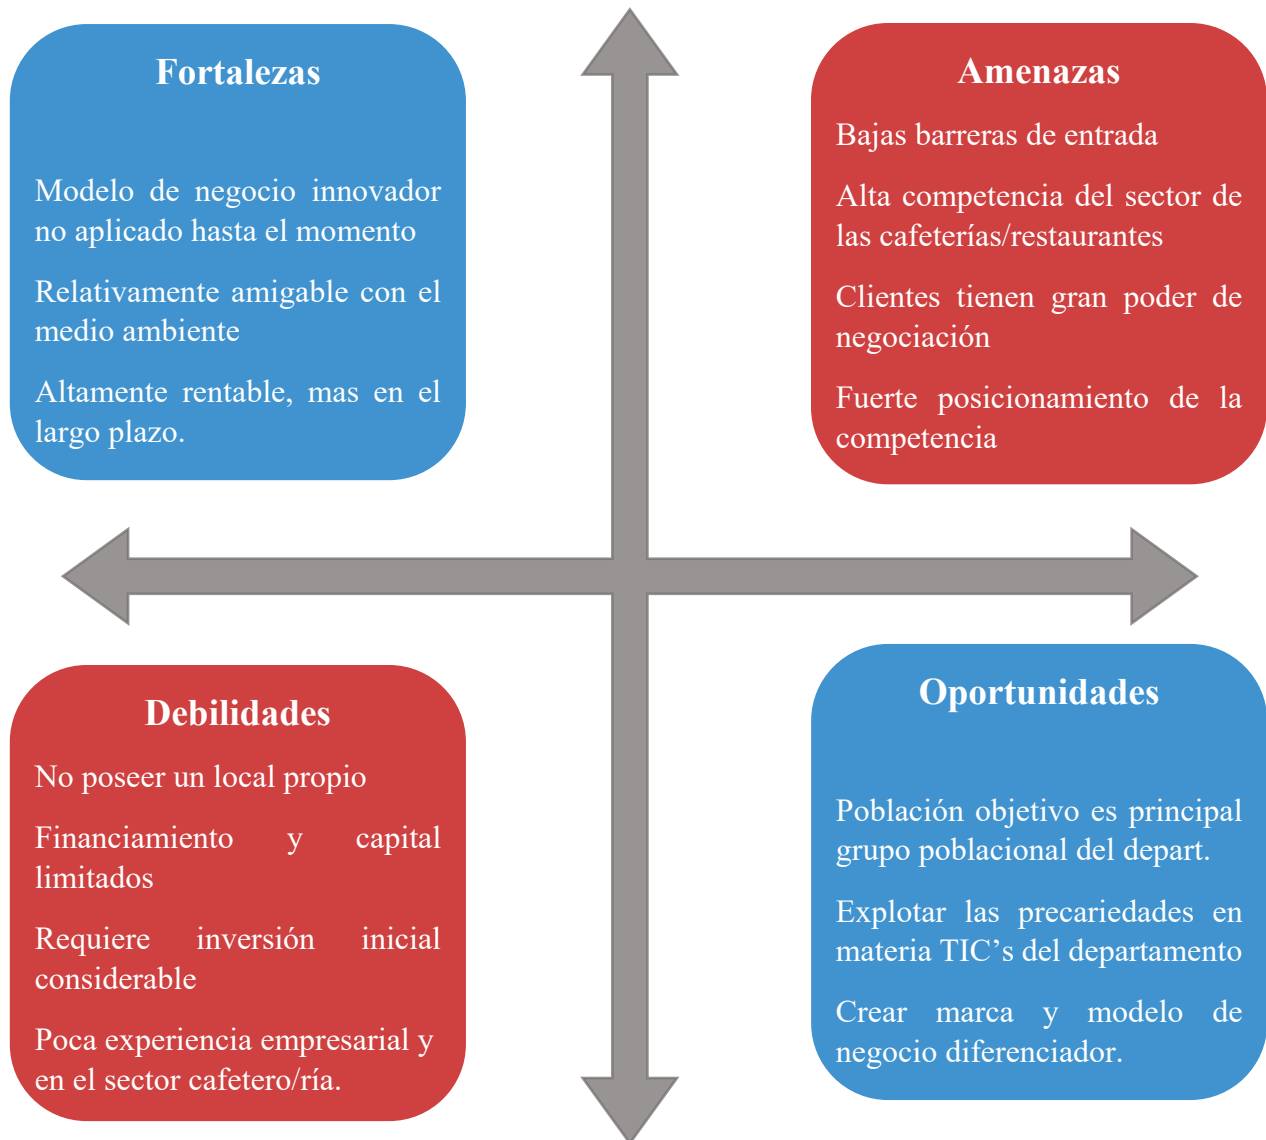 Fortalezas
Modelo de negocio innovador
no aplicado hasta el momento
Relativamente amigable con el
medio ambiente
Altamente rentable, mas en el
largo plazo.
Amenazas
Bajas barreras de entrada
Alta competencia del sector de
las cafeterías/restaurantes
Clientes tienen gran poder de
negociación
Fuerte posicionamiento de la
competencia
Debilidades
No poseer un local propio
Financiamiento y capital
limitados
Requiere inversión inicial
considerable
Poca experiencia empresarial y
en el sector cafetero/ría.
Oportunidades
Población objetivo es principal
grupo poblacional del depart.
Explotar las precariedades en
materia TIC’s del departamento
Crear marca y modelo de
negocio diferenciador.